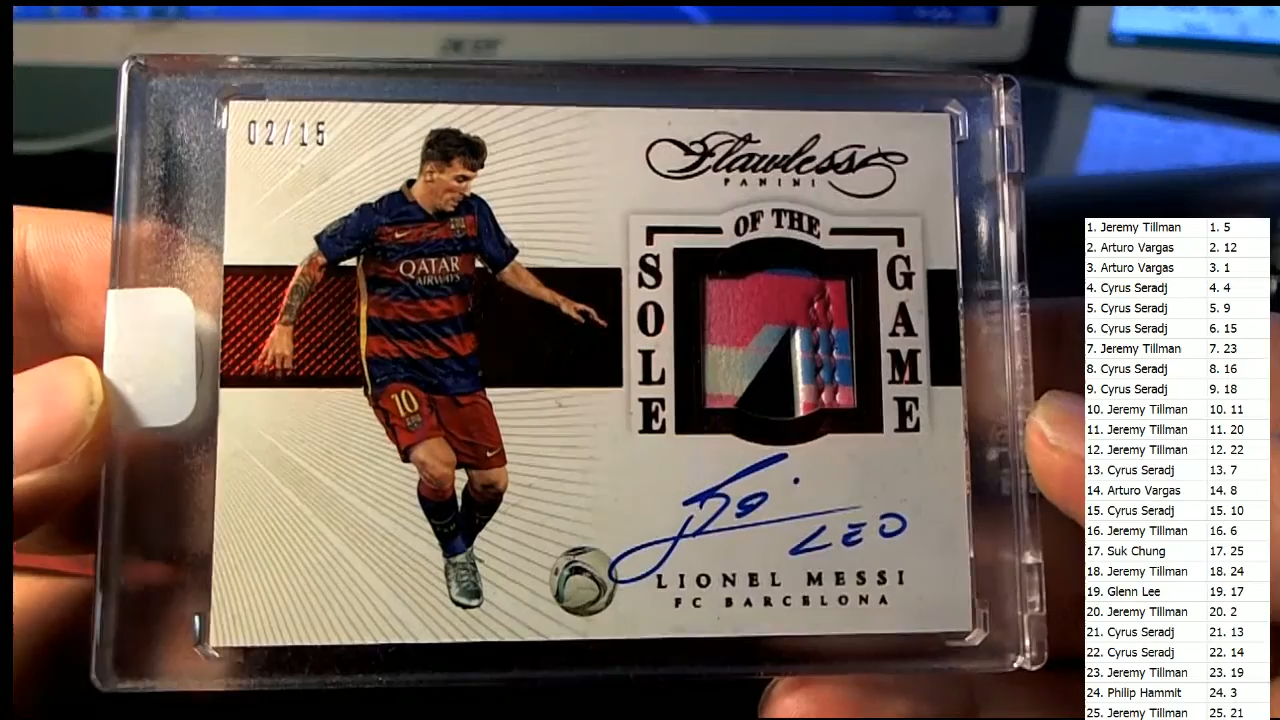 acer
02/15
Flawless
PANINI
SOLE OF THE GAME
QATAR
AIRWAYS
10
LEO
LIONEL MESSI
FC BARCELONA
1. Jeremy Tillman 1. 5
2. Arturo Vargas 2. 12
3. Arturo Vargas 3. 1
4. Cyrus Seradj 4. 4
5. Cyrus Seradj 5. 9
6. Cyrus Seradj 6. 15
7. Jeremy Tillman 7. 23
8. Cyrus Seradj 8. 16
9. Cyrus Seradj 9. 18
10. Jeremy Tillman 10. 11
11. Jeremy Tillman 11. 20
12. Jeremy Tillman 12. 22
13. Cyrus Seradj 13. 7
14. Arturo Vargas 14. 8
15. Cyrus Seradj 15. 10
16. Jeremy Tillman 16. 6
17. Suk Chung 17. 25
18. Jeremy Tillman 18. 24
19. Glenn Lee 19. 17
20. Jeremy Tillman 20. 2
21. Cyrus Seradj 21. 13
22. Cyrus Seradj 22. 14
23. Jeremy Tillman 23. 19
24. Philip Hammit 24. 3
25. Jeremy Tillman 25. 21